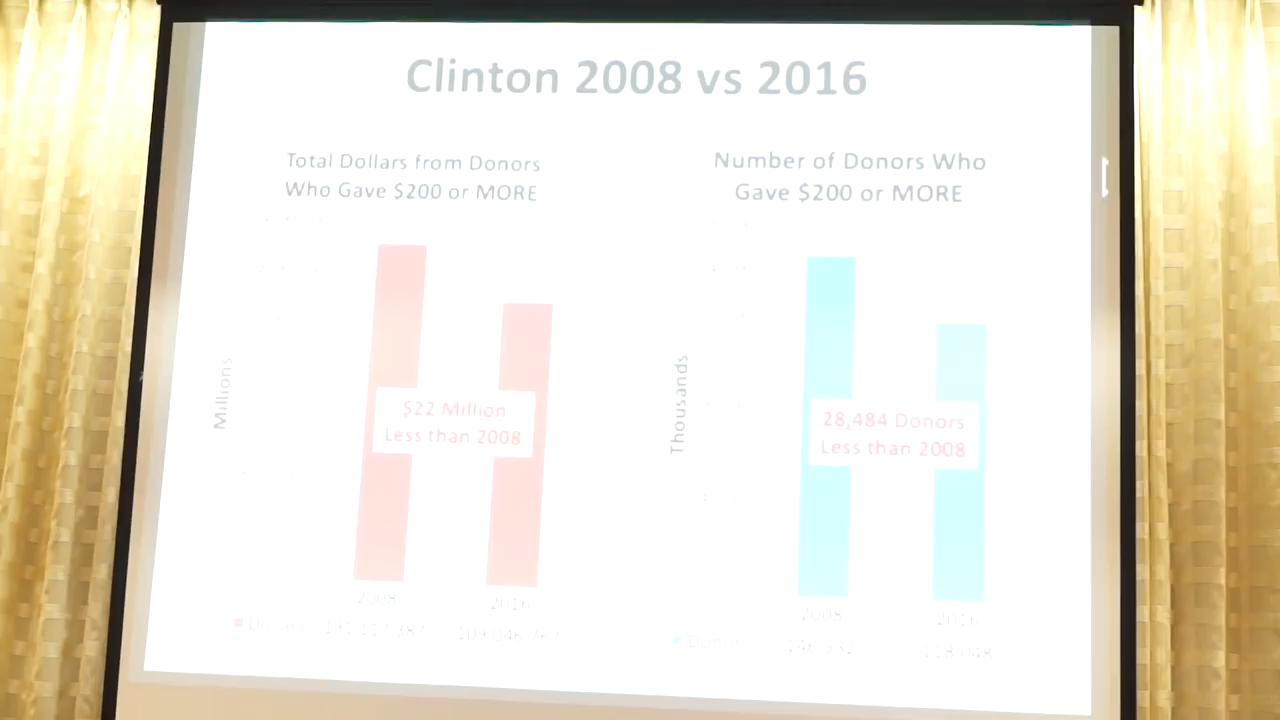 Clinton 2008 vs 2016
Total Dollars from Donors
Who Gave $200 or MORE
Millions
$22 Million
Less than 2008
2008 2016
Number of Donors Who
Gave $200 or MORE
Thousands
28,484 Donors
Less than 2008
2008 2016
Donors